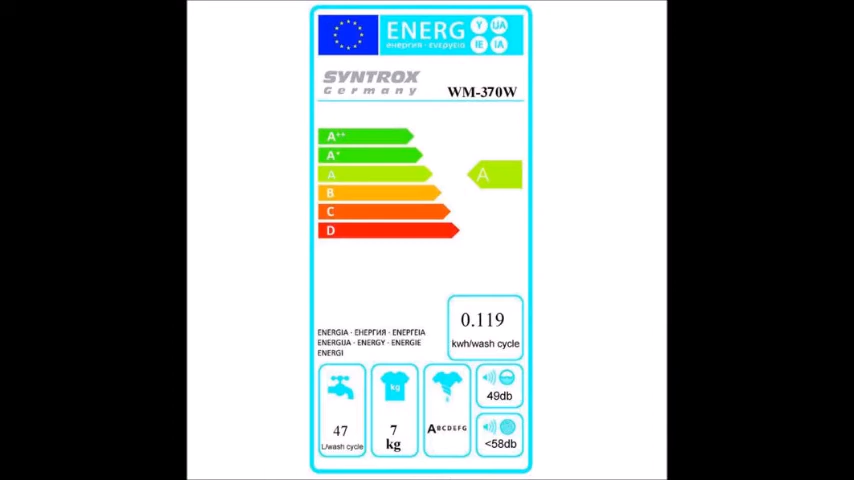 ENERG Y UA
енергия · ενεργεια IE IA
SYNTROX
Germany
WM-370W
A++
A+
A
A
B
C
D
0.119
kwh/wash cycle
ENERGIA · ЕНЕРГИЯ · ΕΝΕΡΓΕΙΑ
ENERGIJA · ENERGY · ENERGIE
ENERGI
kg
49db
47
L/wash cycle
7
kg
ABCDEFG
<58db